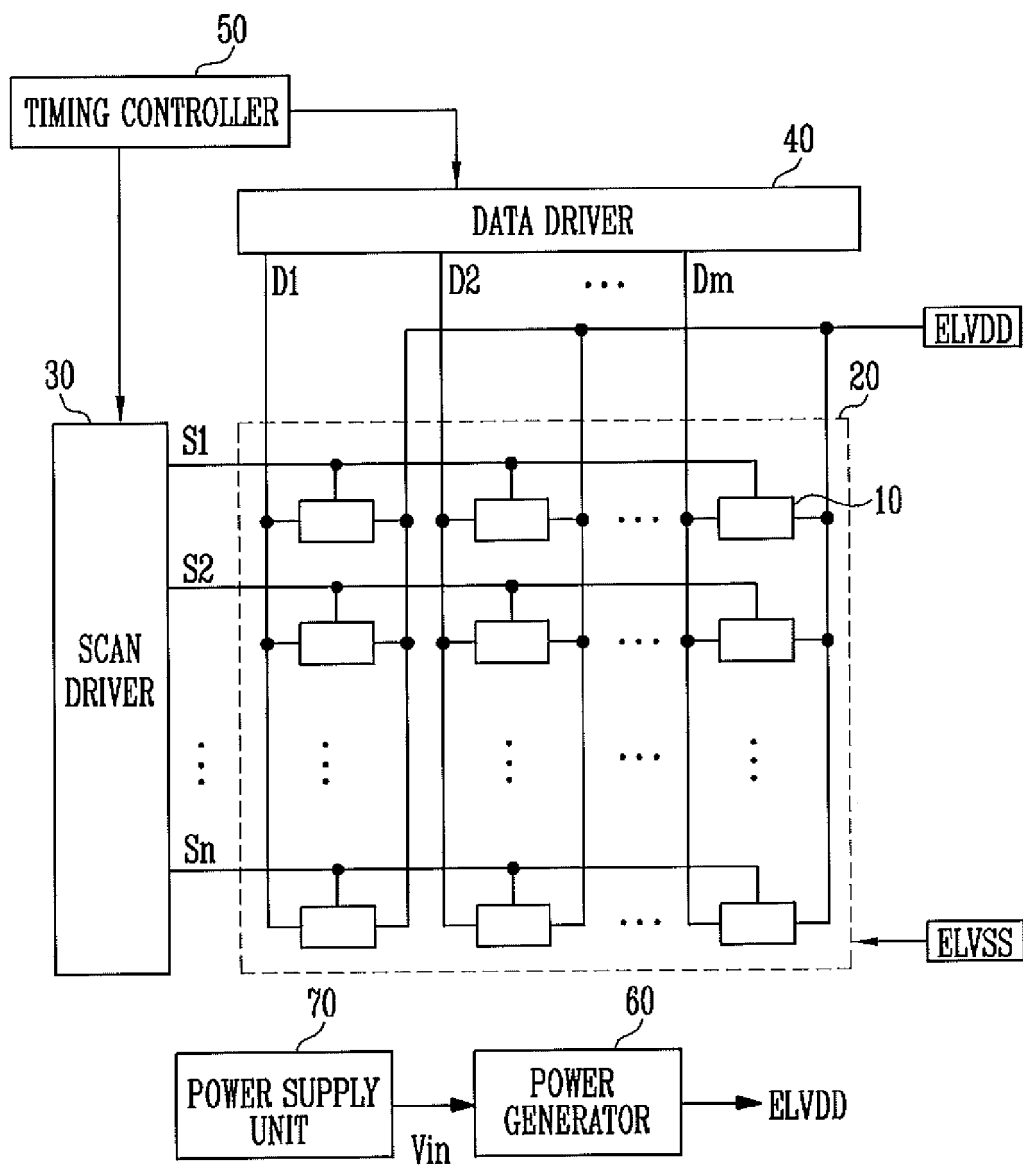 50
TIMING CONTROLLER
40
DATA DRIVER
D1
D2
...
Dm
ELVDD
30
20
S1
10
S2
SCAN
DRIVER
Sn
ELVSS
70
60
POWER SUPPLY
UNIT
Vin
POWER
GENERATOR
ELVDD